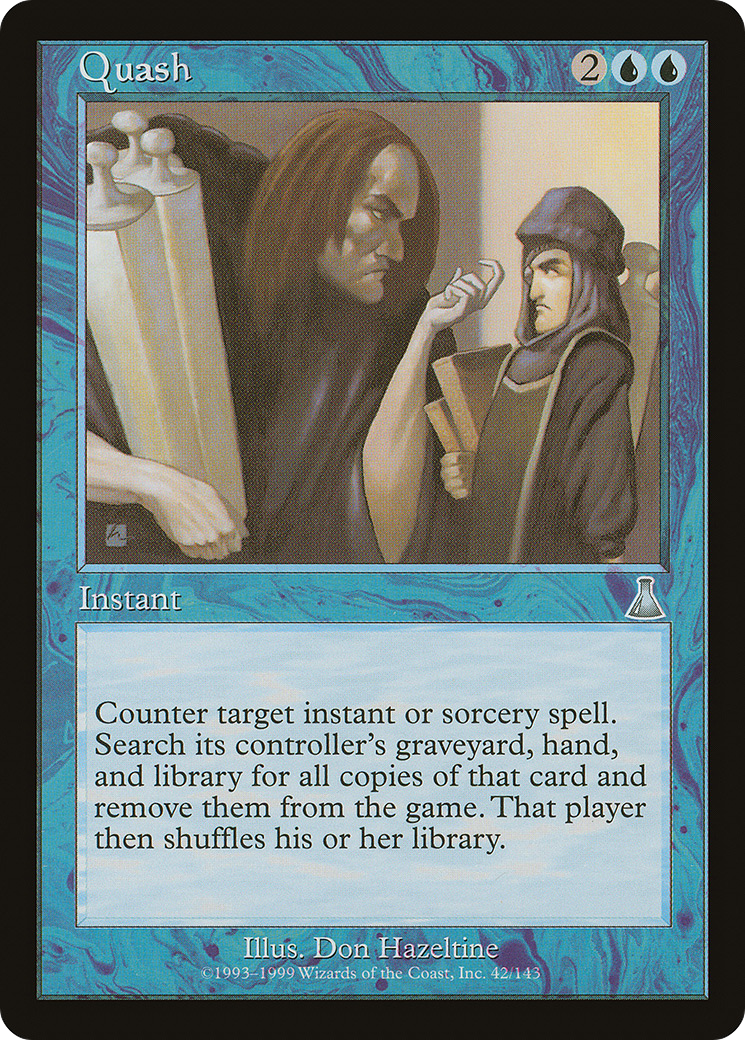 Quash 2
Instant
Counter target instant or sorcery spell.
Search its controller's graveyard, hand,
and library for all copies of that card and
remove them from the game. That player
then shuffles his or her library.
Illus. Don Hazeltine
©1993–1999 Wizards of the Coast, Inc. 42/143